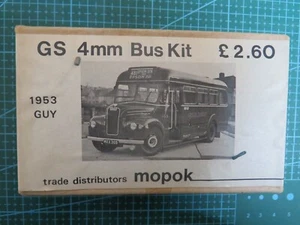 GS 4mm Bus Kit £2.60
1953
GUY
trade distributors mopok